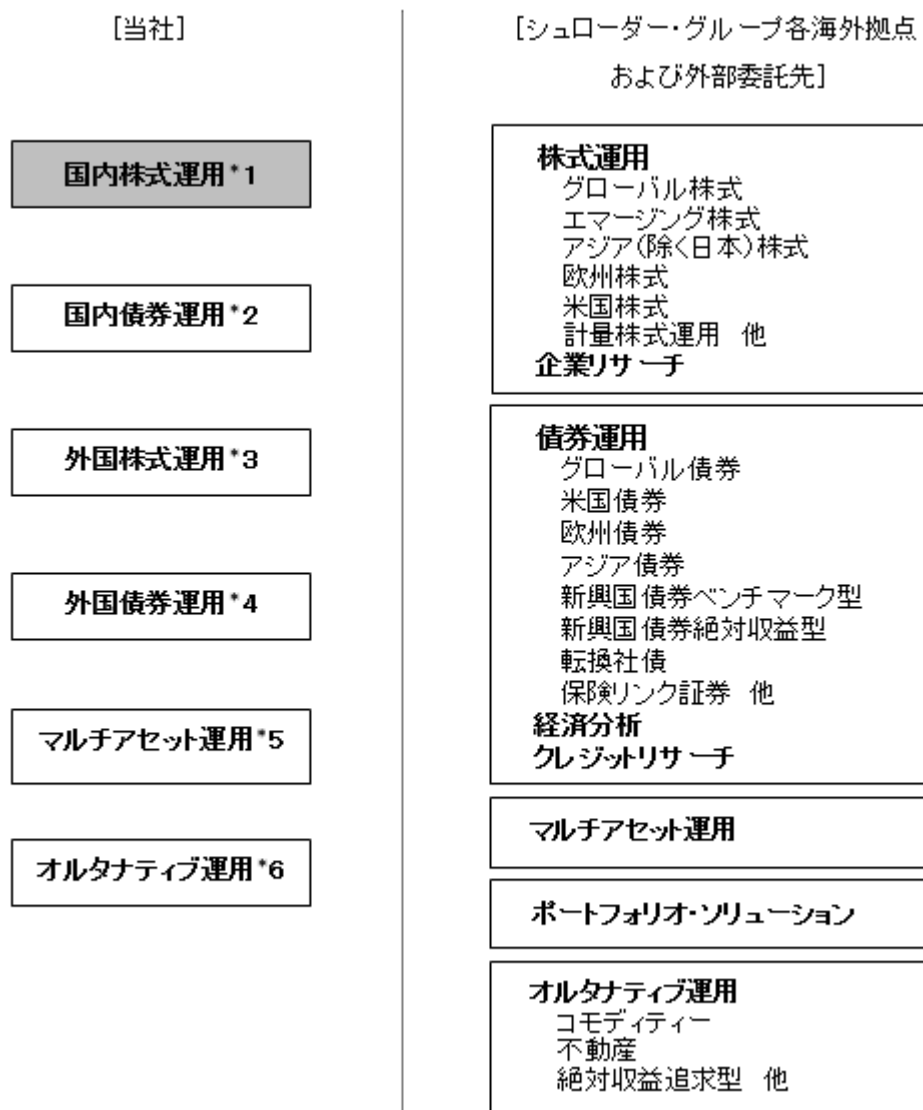 [当社]
国内株式運用*1
国内債券運用*2
外国株式運用*3
外国債券運用*4
マルチアセット運用*5
オルタナティブ運用*6
[シュローダー・グループ各海外拠点
および外部委託先]
株式運用
グローバル株式
エマージング株式
アジア(除く日本)株式
欧州株式
米国株式
計量株式運用 他
企業リサーチ
債券運用
グローバル債券
米国債券
欧州債券
アジア債券
新興国債券ベンチマーク型
新興国債券絶対収益型
転換社債
保険リンク証券 他
経済分析
クレジットリサーチ
マルチアセット運用
ポートフォリオ・ソリューション
オルタナティブ運用
コモディティー
不動産
絶対収益追求型 他